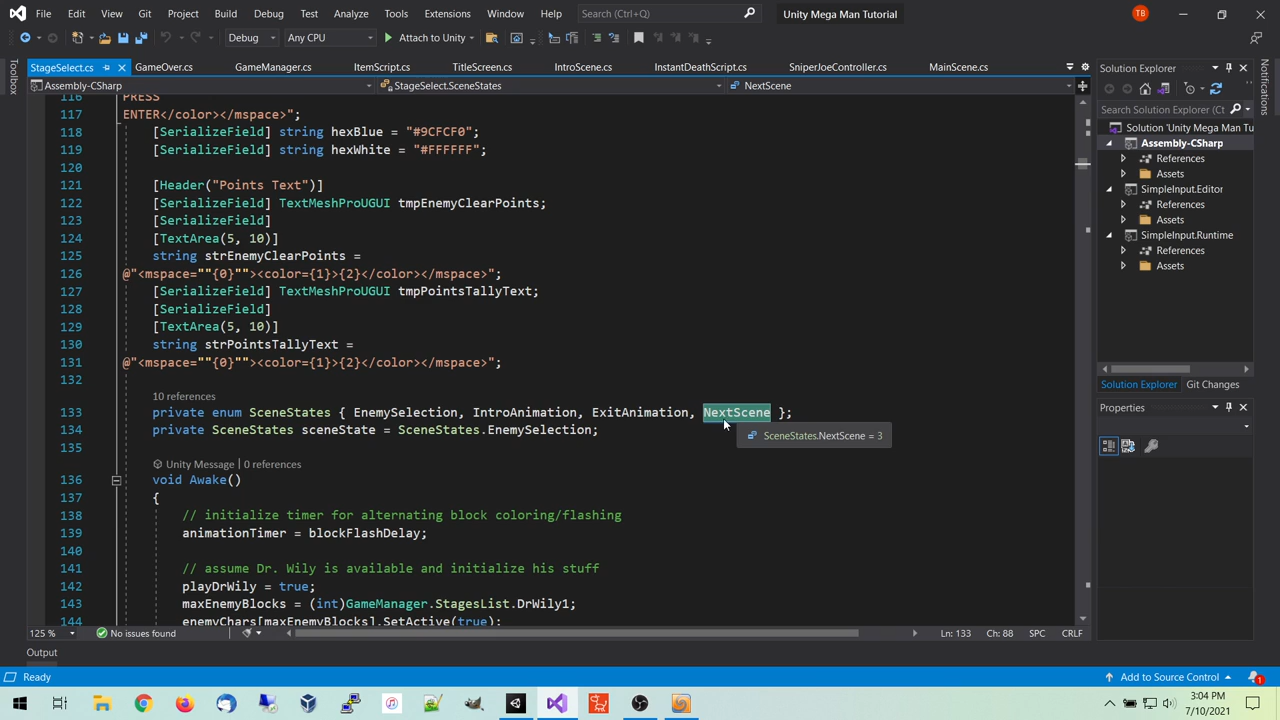 File Edit View Git Project Build Debug Test Analyze Tools Extensions Window Help Search (Ctrl+Q) Unity Mega Man Tutorial TB
Debug Any CPU Attach to Unity
Toolbox
StageSelect.cs GameOver.cs GameManager.cs ItemScript.cs TitleScreen.cs IntroScene.cs InstantDeathScript.cs SniperJoeController.cs MainScene.cs
Assembly-CSharp StageSelect.SceneStates NextScene
116 PRESS
117 ENTER</color></mspace>";
118 [SerializeField] string hexBlue = "#9CFCF0";
119 [SerializeField] string hexWhite = "#FFFFFF";
120
121 [Header("Points Text")]
122 [SerializeField] TextMeshProUGUI tmpEnemyClearPoints;
123 [SerializeField]
124 [TextArea(5, 10)]
125 string strEnemyClearPoints =
126 @"<mspace=""{0}""><color={1}>{2}</color></mspace>";
127 [SerializeField] TextMeshProUGUI tmpPointsTallyText;
128 [SerializeField]
129 [TextArea(5, 10)]
130 string strPointsTallyText =
131 @"<mspace=""{0}""><color={1}>{2}</color></mspace>";
132
10 references
133 private enum SceneStates { EnemySelection, IntroAnimation, ExitAnimation, NextScene };
134 private SceneStates sceneState = SceneStates.EnemySelection;
SceneStates.NextScene = 3
135
Unity Message | 0 references
136 void Awake()
137 {
138 // initialize timer for alternating block coloring/flashing
139 animationTimer = blockFlashDelay;
140
141 // assume Dr. Wily is available and initialize his stuff
142 playDrWily = true;
143 maxEnemyBlocks = (int)GameManager.StagesList.DrWily1;
144 enemyChars[maxEnemyBlocks].SetActive(true);
125 % No issues found Ln: 133 Ch: 88 SPC CRLF
Solution Explorer
Search Solution Explorer (Ct
Solution 'Unity Mega Man Tu
Assembly-CSharp
References
Assets
SimpleInput.Editor
References
Assets
SimpleInput.Runtime
References
Assets
Solution Explorer Git Changes
Properties
Notifications
Output
Ready Add to Source Control 1
3:04 PM
7/10/2021